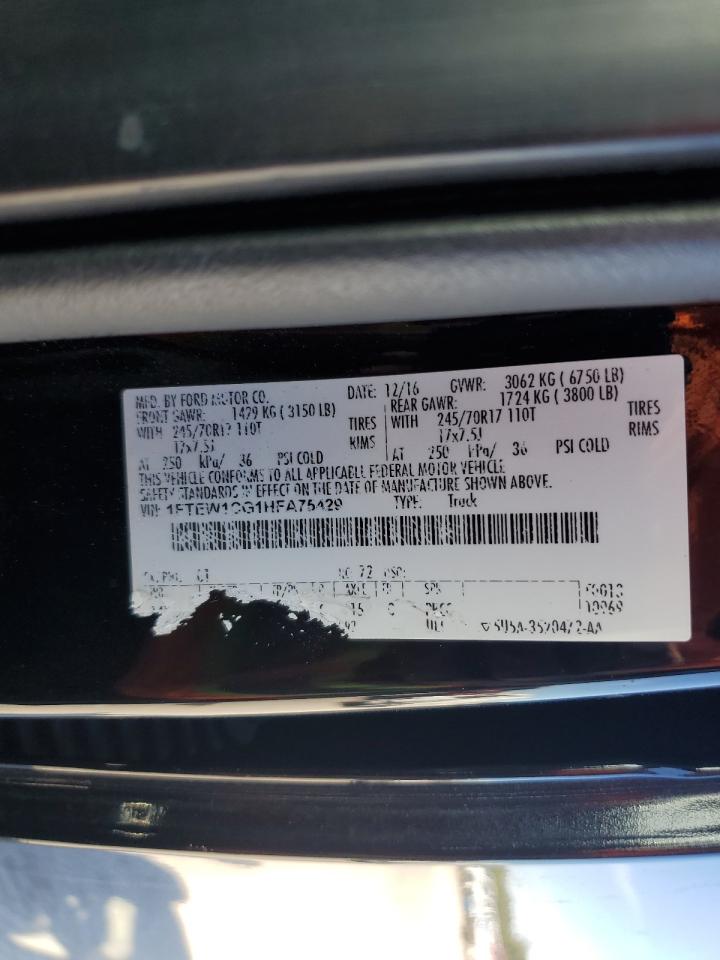 MFD. BY FORD MOTOR CO. DATE: 12/16 GVWR: 3062 KG ( 6750 LB)
FRONT GAWR: 1429 KG ( 3150 LB) REAR GAWR: 1724 KG ( 3800 LB)
WITH 245/70R17 110T TIRES WITH 245/70R17 110T TIRES
17x7.5J RIMS 17x7.5J RIMS
AT 250 kPa/ 36 PSI COLD AT 250 kPa/ 36 PSI COLD
THIS VEHICLE CONFORMS TO ALL APPLICABLE FEDERAL MOTOR VEHICLE
SAFETY STANDARDS IN EFFECT ON THE DATE OF MANUFACTURE SHOWN ABOVE.
VIN: TYPE: Truck
72
AXLE
15